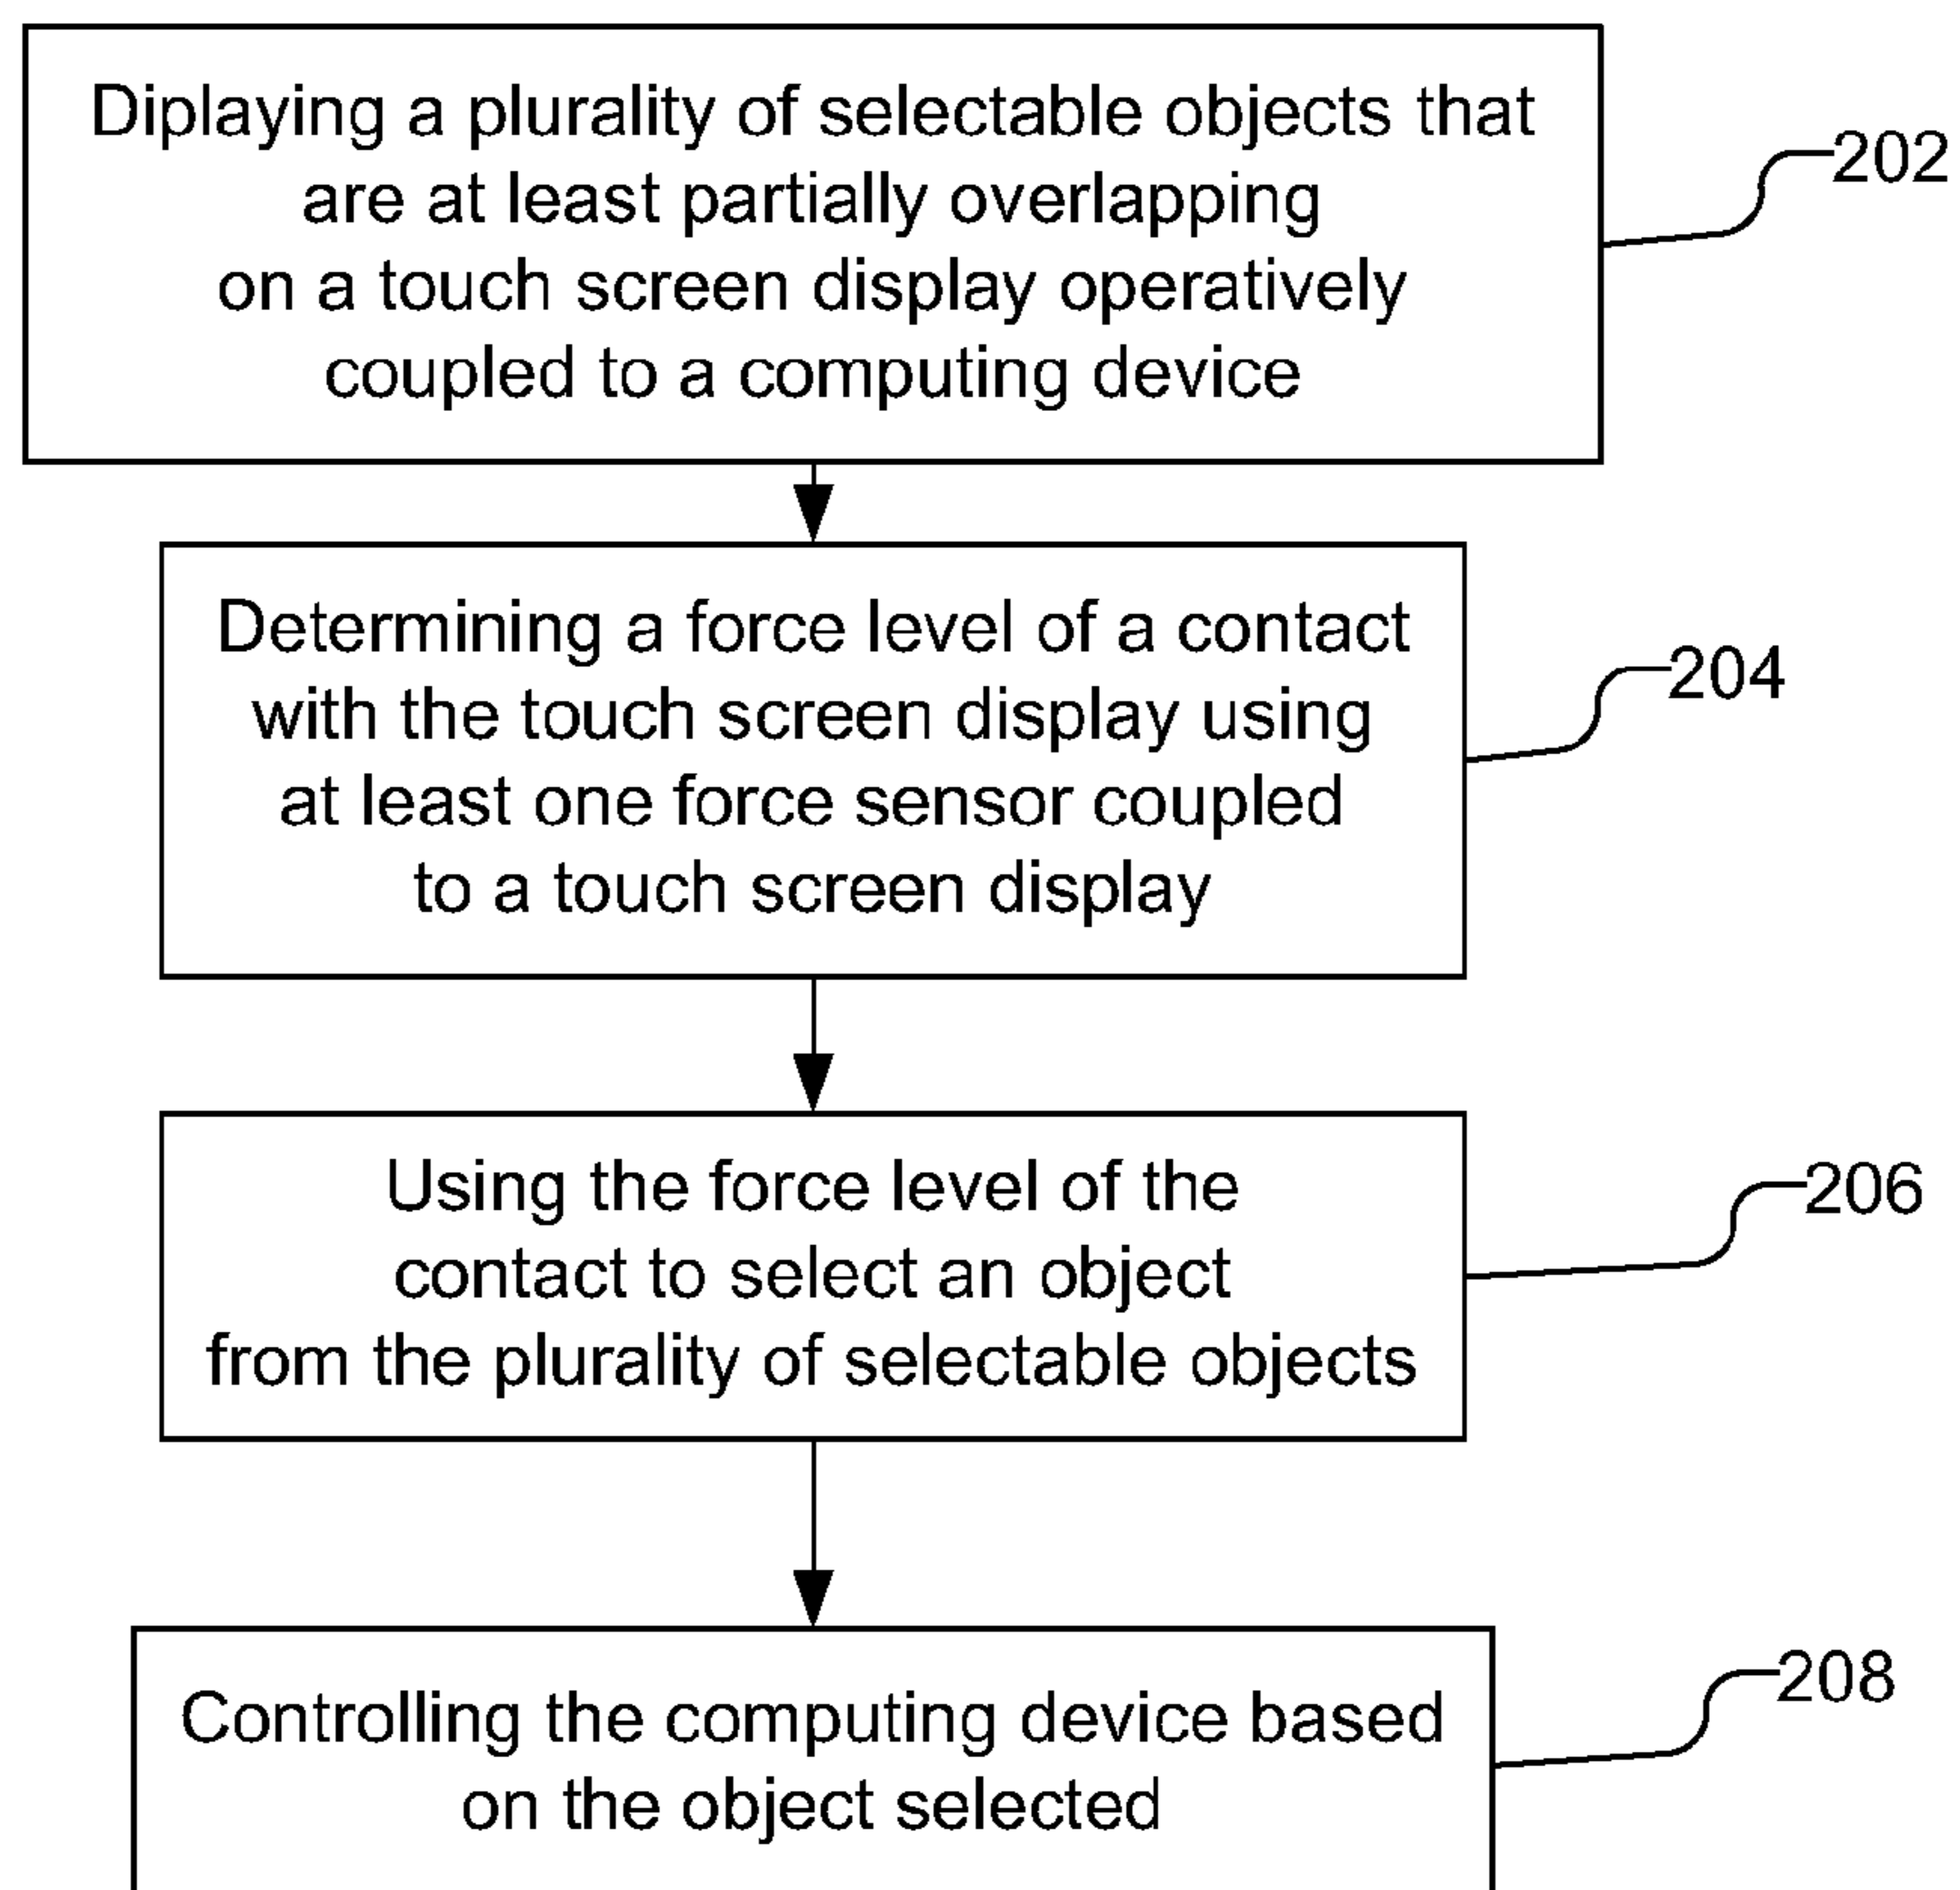 Diplaying a plurality of selectable objects that
are at least partially overlapping
on a touch screen display operatively
coupled to a computing device
202
Determining a force level of a contact
with the touch screen display using
at least one force sensor coupled
to a touch screen display
204
Using the force level of the
contact to select an object
from the plurality of selectable objects
206
Controlling the computing device based
on the object selected
208